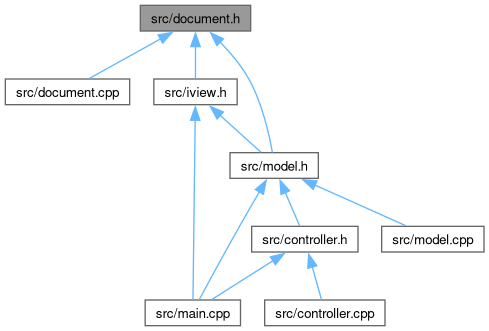 src/document.h
src/document.cpp
src/iview.h
src/model.h
src/controller.h
src/model.cpp
src/main.cpp
src/controller.cpp